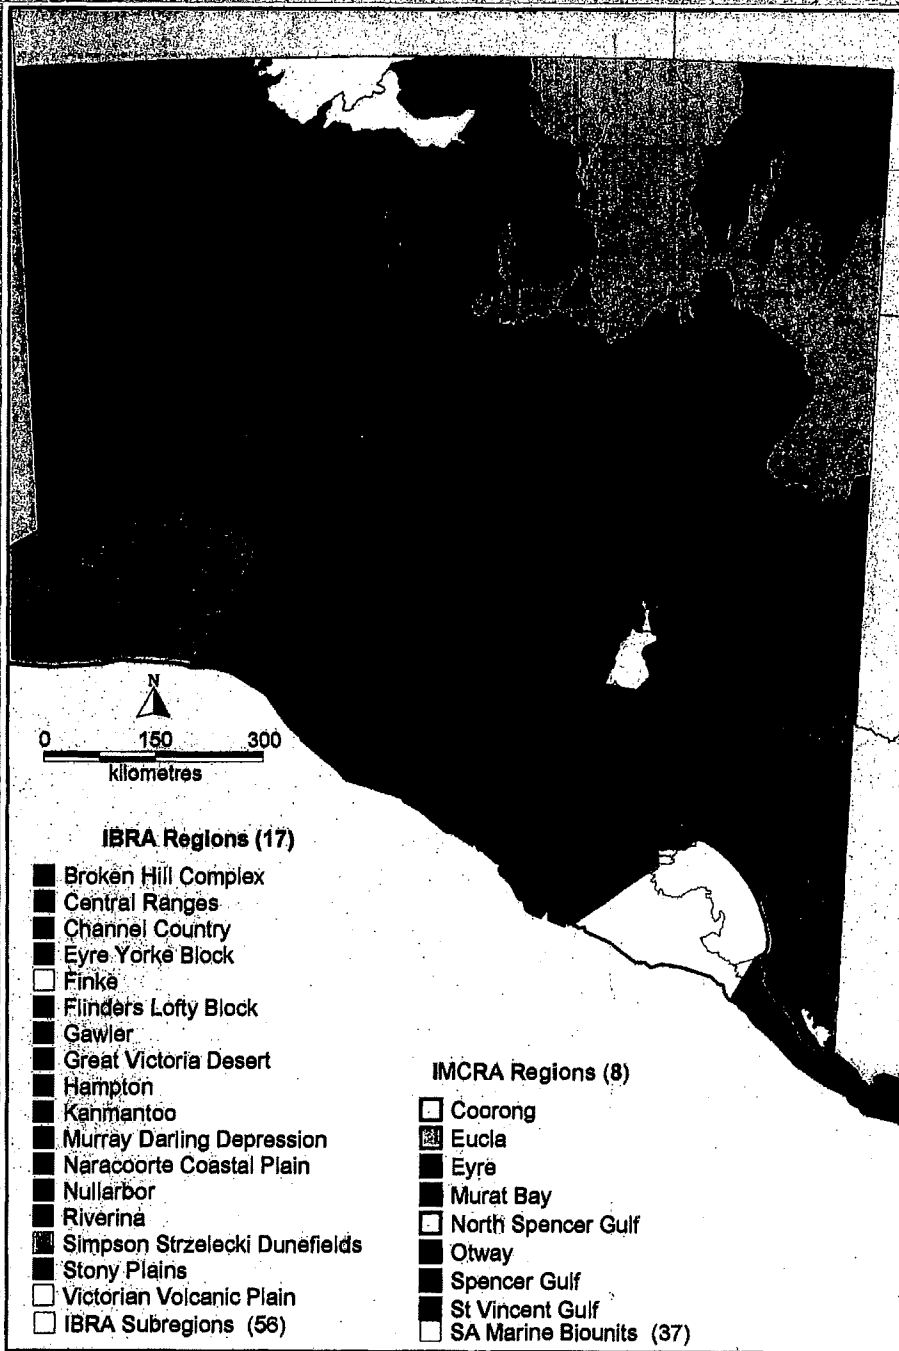 N
0 150 300
kilometres
IBRA Regions (17)
Broken Hill Complex
Central Ranges
Channel Country
Eyre Yorke Block
Finke
Flinders Lofty Block
Gawler
Great Victoria Desert
Hampton
Kanmantoo
Murray Darling Depression
Naracoorte Coastal Plain
Nullarbor
Riverina
Simpson Strzelecki Dunefields
Stony Plains
Victorian Volcanic Plain
IBRA Subregions (56)
IMCRA Regions (8)
Coorong
Eucla
Eyre
Murat Bay
North Spencer Gulf
Otway
Spencer Gulf
St Vincent Gulf
SA Marine Biounits (37)